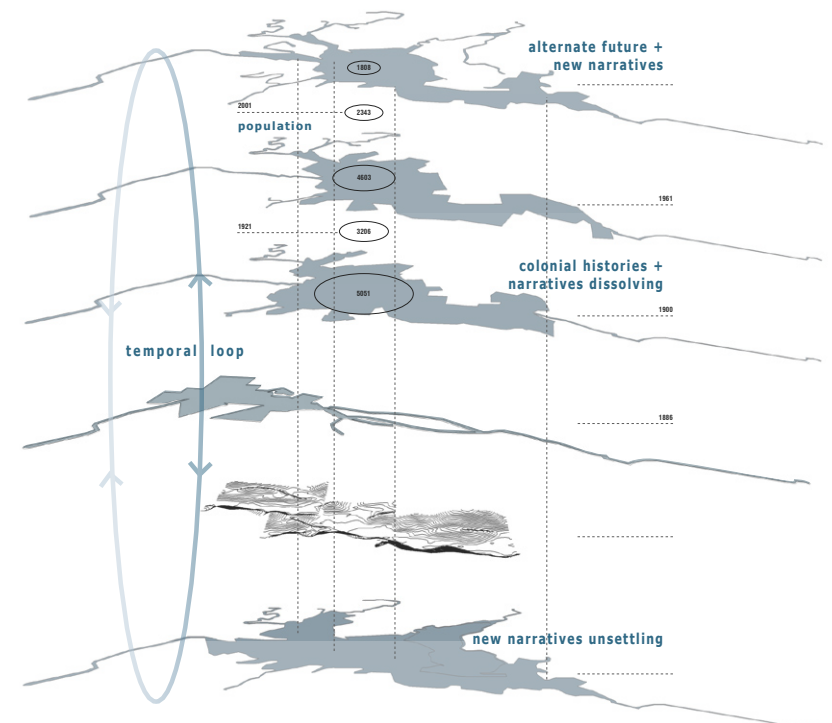 alternate future +
new narratives
1808
2001
2343
population
4603
1961
1921
3206
colonial histories +
narratives dissolving
5051
1900
temporal loop
1886
new narratives unsettling